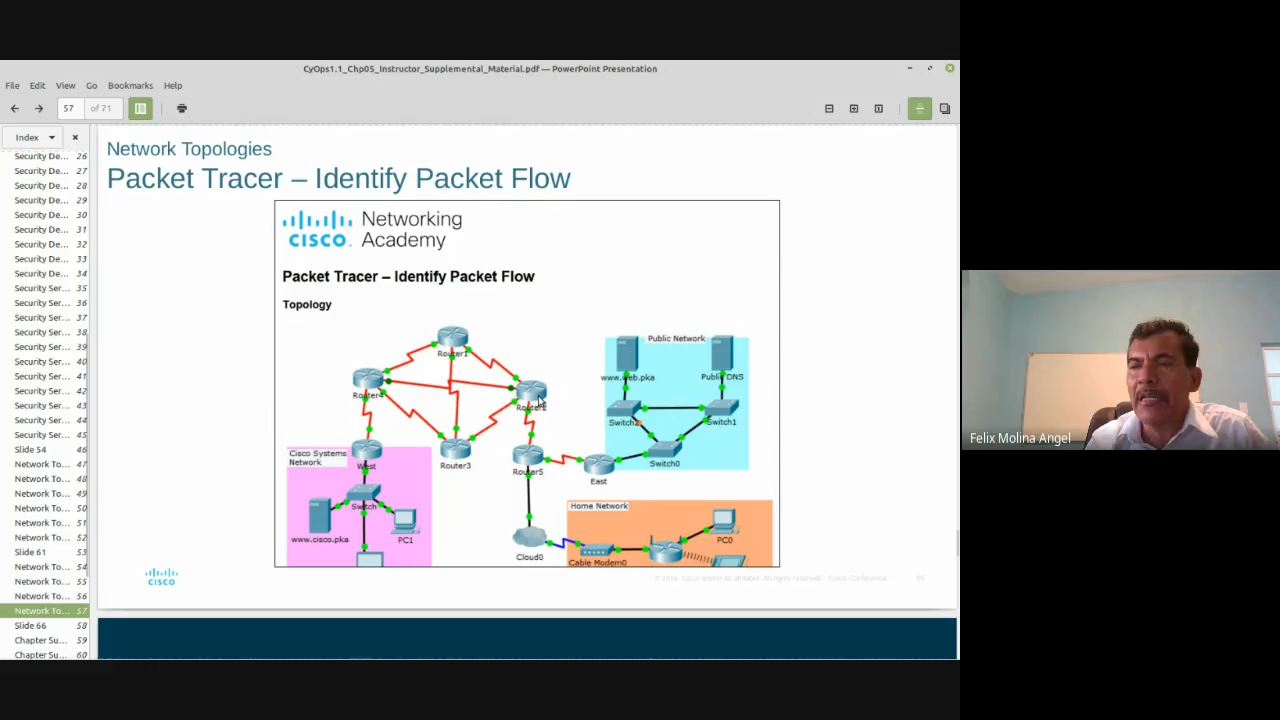 CyOps1.1_Chp05_Instructor_Supplemental_Material.pdf — PowerPoint Presentation
File Edit View Go Bookmarks Help
57 of 71
Index
Security De... 26
Security De... 27
Security De... 28
Security De... 29
Security De... 30
Security De... 31
Security De... 32
Security De... 33
Security De... 34
Security Ser... 35
Security Ser... 36
Security Ser... 37
Security Ser... 38
Security Ser... 39
Security Ser... 40
Security Ser... 41
Security Ser... 42
Security Ser... 43
Security Ser... 44
Security Ser... 45
Slide 54 46
Network To... 47
Network To... 48
Network To... 49
Network To... 50
Network To... 51
Network To... 52
Slide 61 53
Network To... 54
Network To... 55
Network To... 56
Network To... 57
Slide 66 58
Chapter Su... 59
Chapter Su... 60
Network Topologies
Packet Tracer – Identify Packet Flow
CISCO
Networking
Academy
Packet Tracer – Identify Packet Flow
Topology
Router1
Router4
Router3
Router5
East
West
Public Network
www.web.pka
Public DNS
Switch1
Switch0
Cisco Systems
Network
Switch
www.cisco.pka
PC1
Cloud0
Home Network
PC0
Cable Modem0
CISCO
Cisco Confidential
Felix Molina Angel